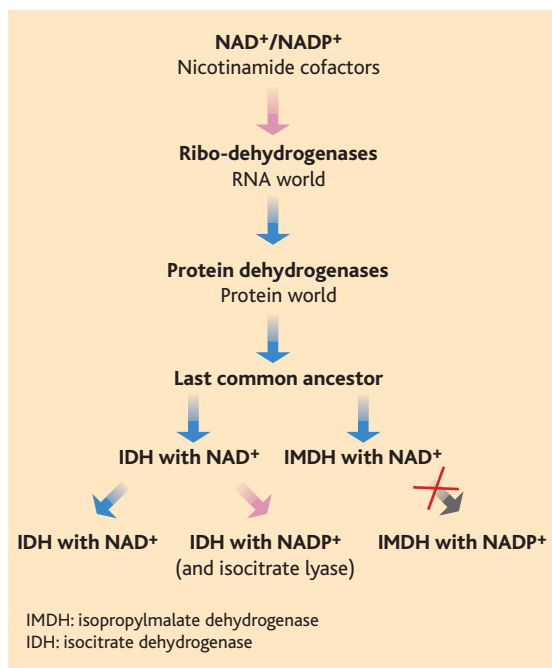 NAD⁺/NADP⁺
Nicotinamide cofactors
Ribo-dehydrogenases
RNA world
Protein dehydrogenases
Protein world
Last common ancestor
IDH with NAD⁺ IMDH with NAD⁺
IDH with NAD⁺ IDH with NADP⁺ IMDH with NADP⁺
(and isocitrate lyase)
IMDH: isopropylmalate dehydrogenase
IDH: isocitrate dehydrogenase